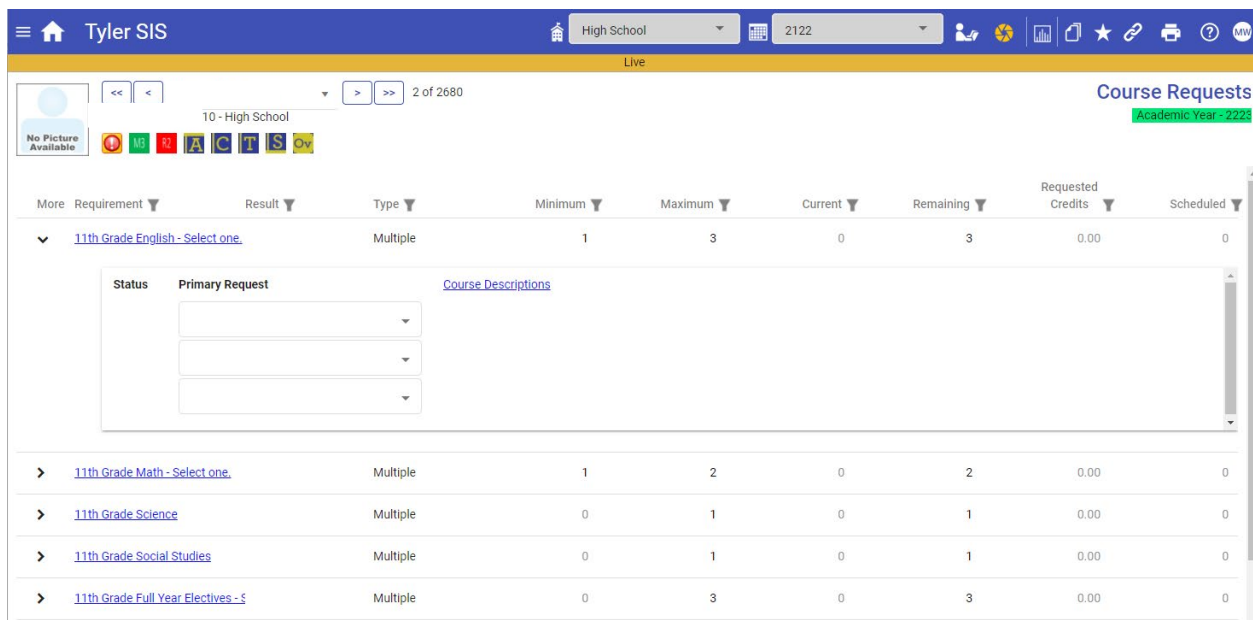 Tyler SIS High School 2122 MW
Live
<< < > >> 2 of 2680 Course Requests
10 - High School Academic Year - 2223
No Picture
Available
M3 R2 A C T S Ov
More Requirement Result Type Minimum Maximum Current Remaining Requested Credits Scheduled
11th Grade English - Select one. Multiple 1 3 0 3 0.00 0
Status Primary Request Course Descriptions
11th Grade Math - Select one. Multiple 1 2 0 2 0.00 0
11th Grade Science Multiple 0 1 0 1 0.00 0
11th Grade Social Studies Multiple 0 1 0 1 0.00 0
11th Grade Full Year Electives - S Multiple 0 3 0 3 0.00 0